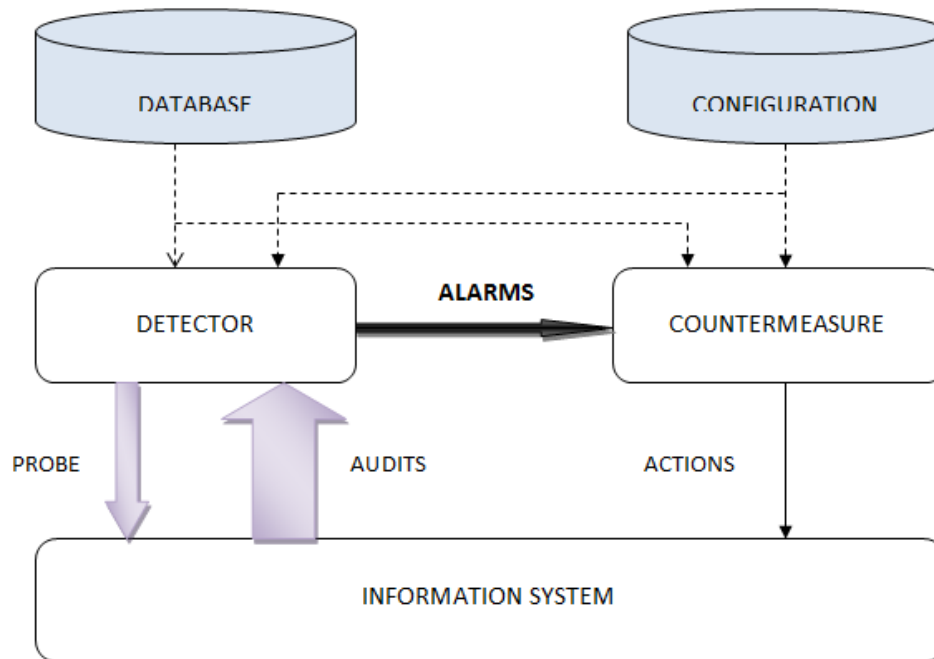 DATABASE
CONFIGURATION
ALARMS
DETECTOR
COUNTERMEASURE
PROBE
AUDITS
ACTIONS
INFORMATION SYSTEM